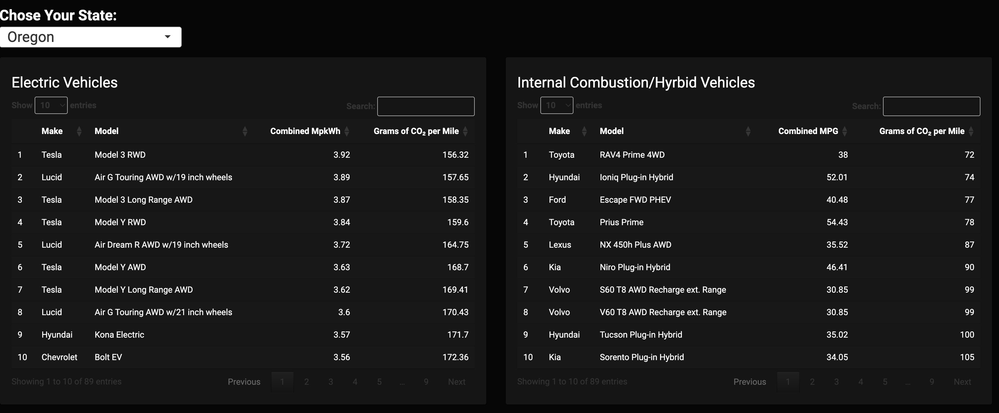 Chose Your State:
Oregon
Electric Vehicles
Show 10 entries Search:
Make Model Combined MpkWh Grams of CO₂ per Mile
1 Tesla Model 3 RWD 3.92 156.32
2 Lucid Air G Touring AWD w/19 inch wheels 3.89 157.65
3 Tesla Model 3 Long Range AWD 3.87 158.35
4 Tesla Model Y RWD 3.84 159.6
5 Lucid Air Dream R AWD w/19 inch wheels 3.72 164.75
6 Tesla Model Y AWD 3.63 168.7
7 Tesla Model Y Long Range AWD 3.62 169.41
8 Lucid Air G Touring AWD w/21 inch wheels 3.6 170.43
9 Hyundai Kona Electric 3.57 171.7
10 Chevrolet Bolt EV 3.56 172.36
Showing 1 to 10 of 89 entries Previous 1 2 3 4 5 ... 9 Next
Internal Combustion/Hyrbid Vehicles
Show 10 entries Search:
Make Model Combined MPG Grams of CO₂ per Mile
1 Toyota RAV4 Prime 4WD 38 72
2 Hyundai Ioniq Plug-in Hybrid 52.01 74
3 Ford Escape FWD PHEV 40.48 77
4 Toyota Prius Prime 54.43 78
5 Lexus NX 450h Plus AWD 35.52 87
6 Kia Niro Plug-in Hybrid 46.41 90
7 Volvo S60 T8 AWD Recharge ext. Range 30.85 99
8 Volvo V60 T8 AWD Recharge ext. Range 30.85 99
9 Hyundai Tucson Plug-in Hybrid 35.02 100
10 Kia Sorento Plug-in Hybrid 34.05 105
Showing 1 to 10 of 89 entries Previous 1 2 3 4 5 ... 9 Next